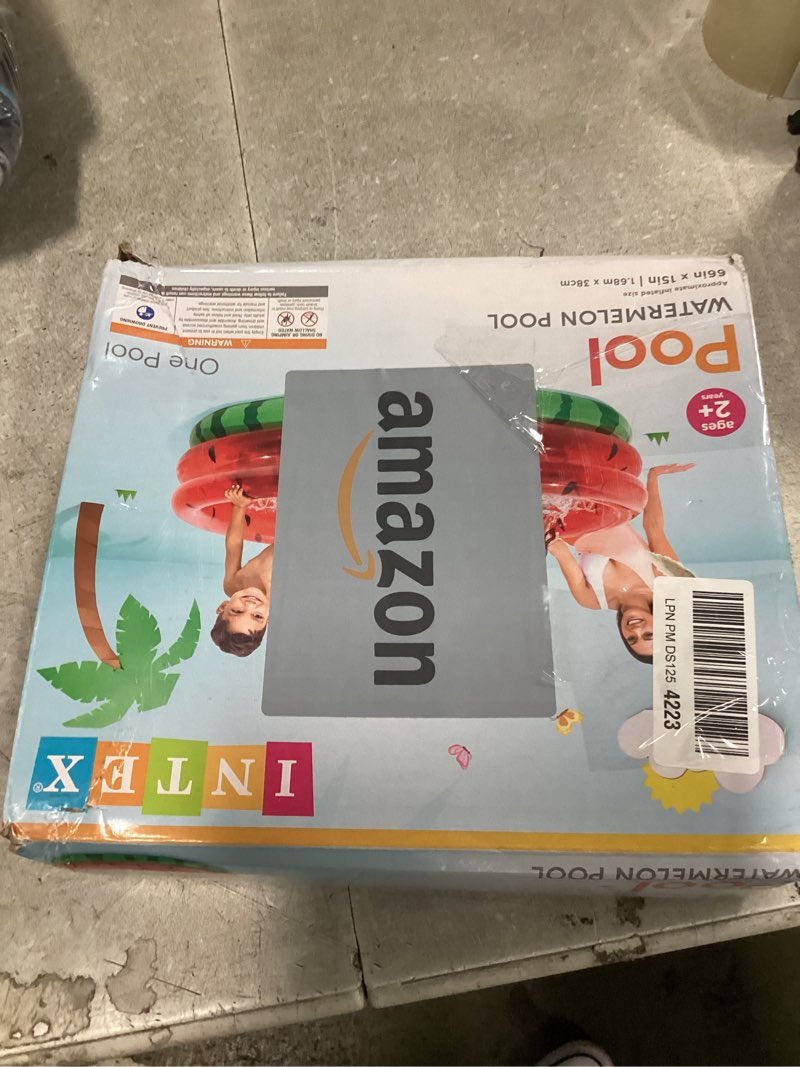 INTEX®
amazon
LPN PM DS125 4223
ages
2+
years
Pool
WATERMELON POOL
Approximate inflated size
66in x 15in | 1.68m x 38cm
One Pool
WARNING
PREVENT DROWNING
NO DIVING OR JUMPING
SHALLOW WATER
WATERMELON POOL
Pool